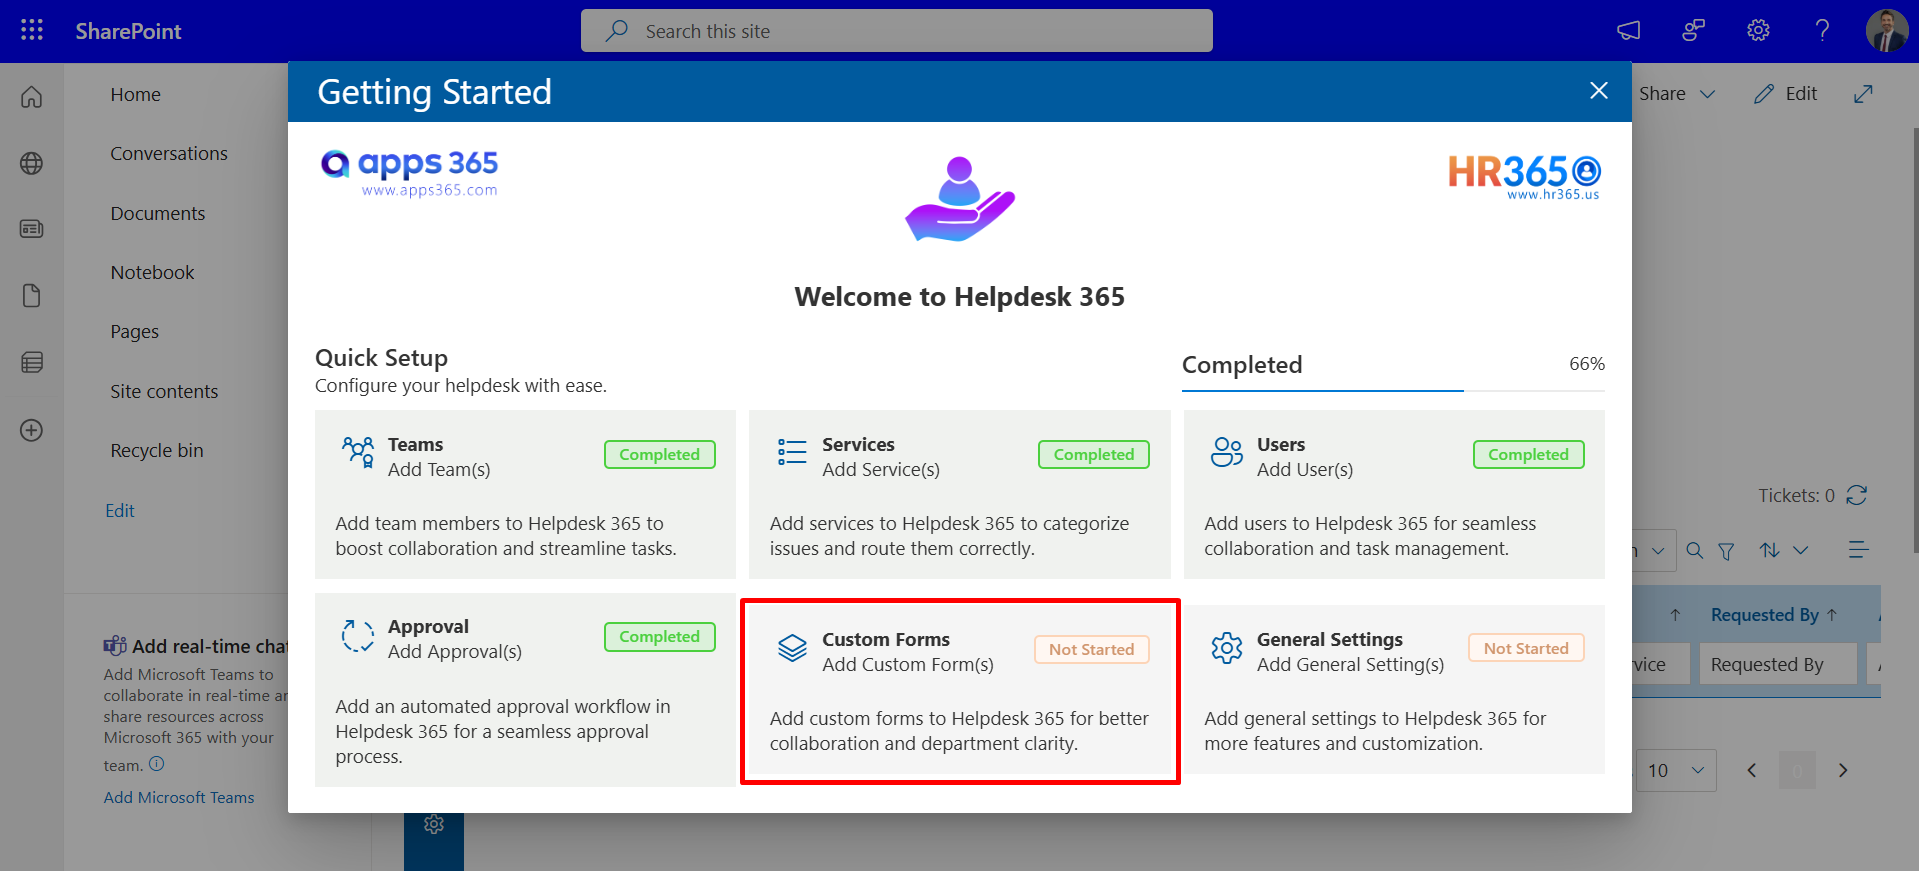 SharePoint
Search this site
Home
Conversations
Documents
Notebook
Pages
Site contents
Recycle bin
Edit
Add real-time chat
Add Microsoft Teams to
collaborate in real-time
share resources across
Microsoft 365 with your
team.
Add Microsoft Teams
Share
Edit
Getting Started
apps 365
www.apps365.com
HR365
www.hr365.us
Welcome to Helpdesk 365
Quick Setup
Configure your helpdesk with ease.
Completed
66%
Teams
Add Team(s)
Completed
Add team members to Helpdesk 365 to
boost collaboration and streamline tasks.
Services
Add Service(s)
Completed
Add services to Helpdesk 365 to categorize
issues and route them correctly.
Users
Add User(s)
Completed
Add users to Helpdesk 365 for seamless
collaboration and task management.
Approval
Add Approval(s)
Completed
Add an automated approval workflow in
Helpdesk 365 for a seamless approval
process.
Custom Forms
Add Custom Form(s)
Not Started
Add custom forms to Helpdesk 365 for better
collaboration and department clarity.
General Settings
Add General Setting(s)
Not Started
Add general settings to Helpdesk 365 for
more features and customization.
Tickets: 0
Requested By
Requested By
10
0